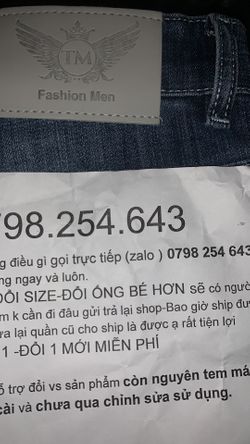 TM
Fashion Men
798.254.643
điều gì gọi trực tiếp (zalo ) 0798 254 643
ngay và luôn.
ĐỔI SIZE-ĐỔI ỐNG BÉ HƠN sẽ có người
k cần đi đâu gửi trả lại shop-Bao giờ ship
lại quần cũ cho ship là được ạ rất tiện lợi
1 -ĐỔI 1 MỚI MIỄN PHÍ
trợ đổi vs sản phẩm còn nguyên tem
cài và chưa qua chỉnh sửa sử dụng.